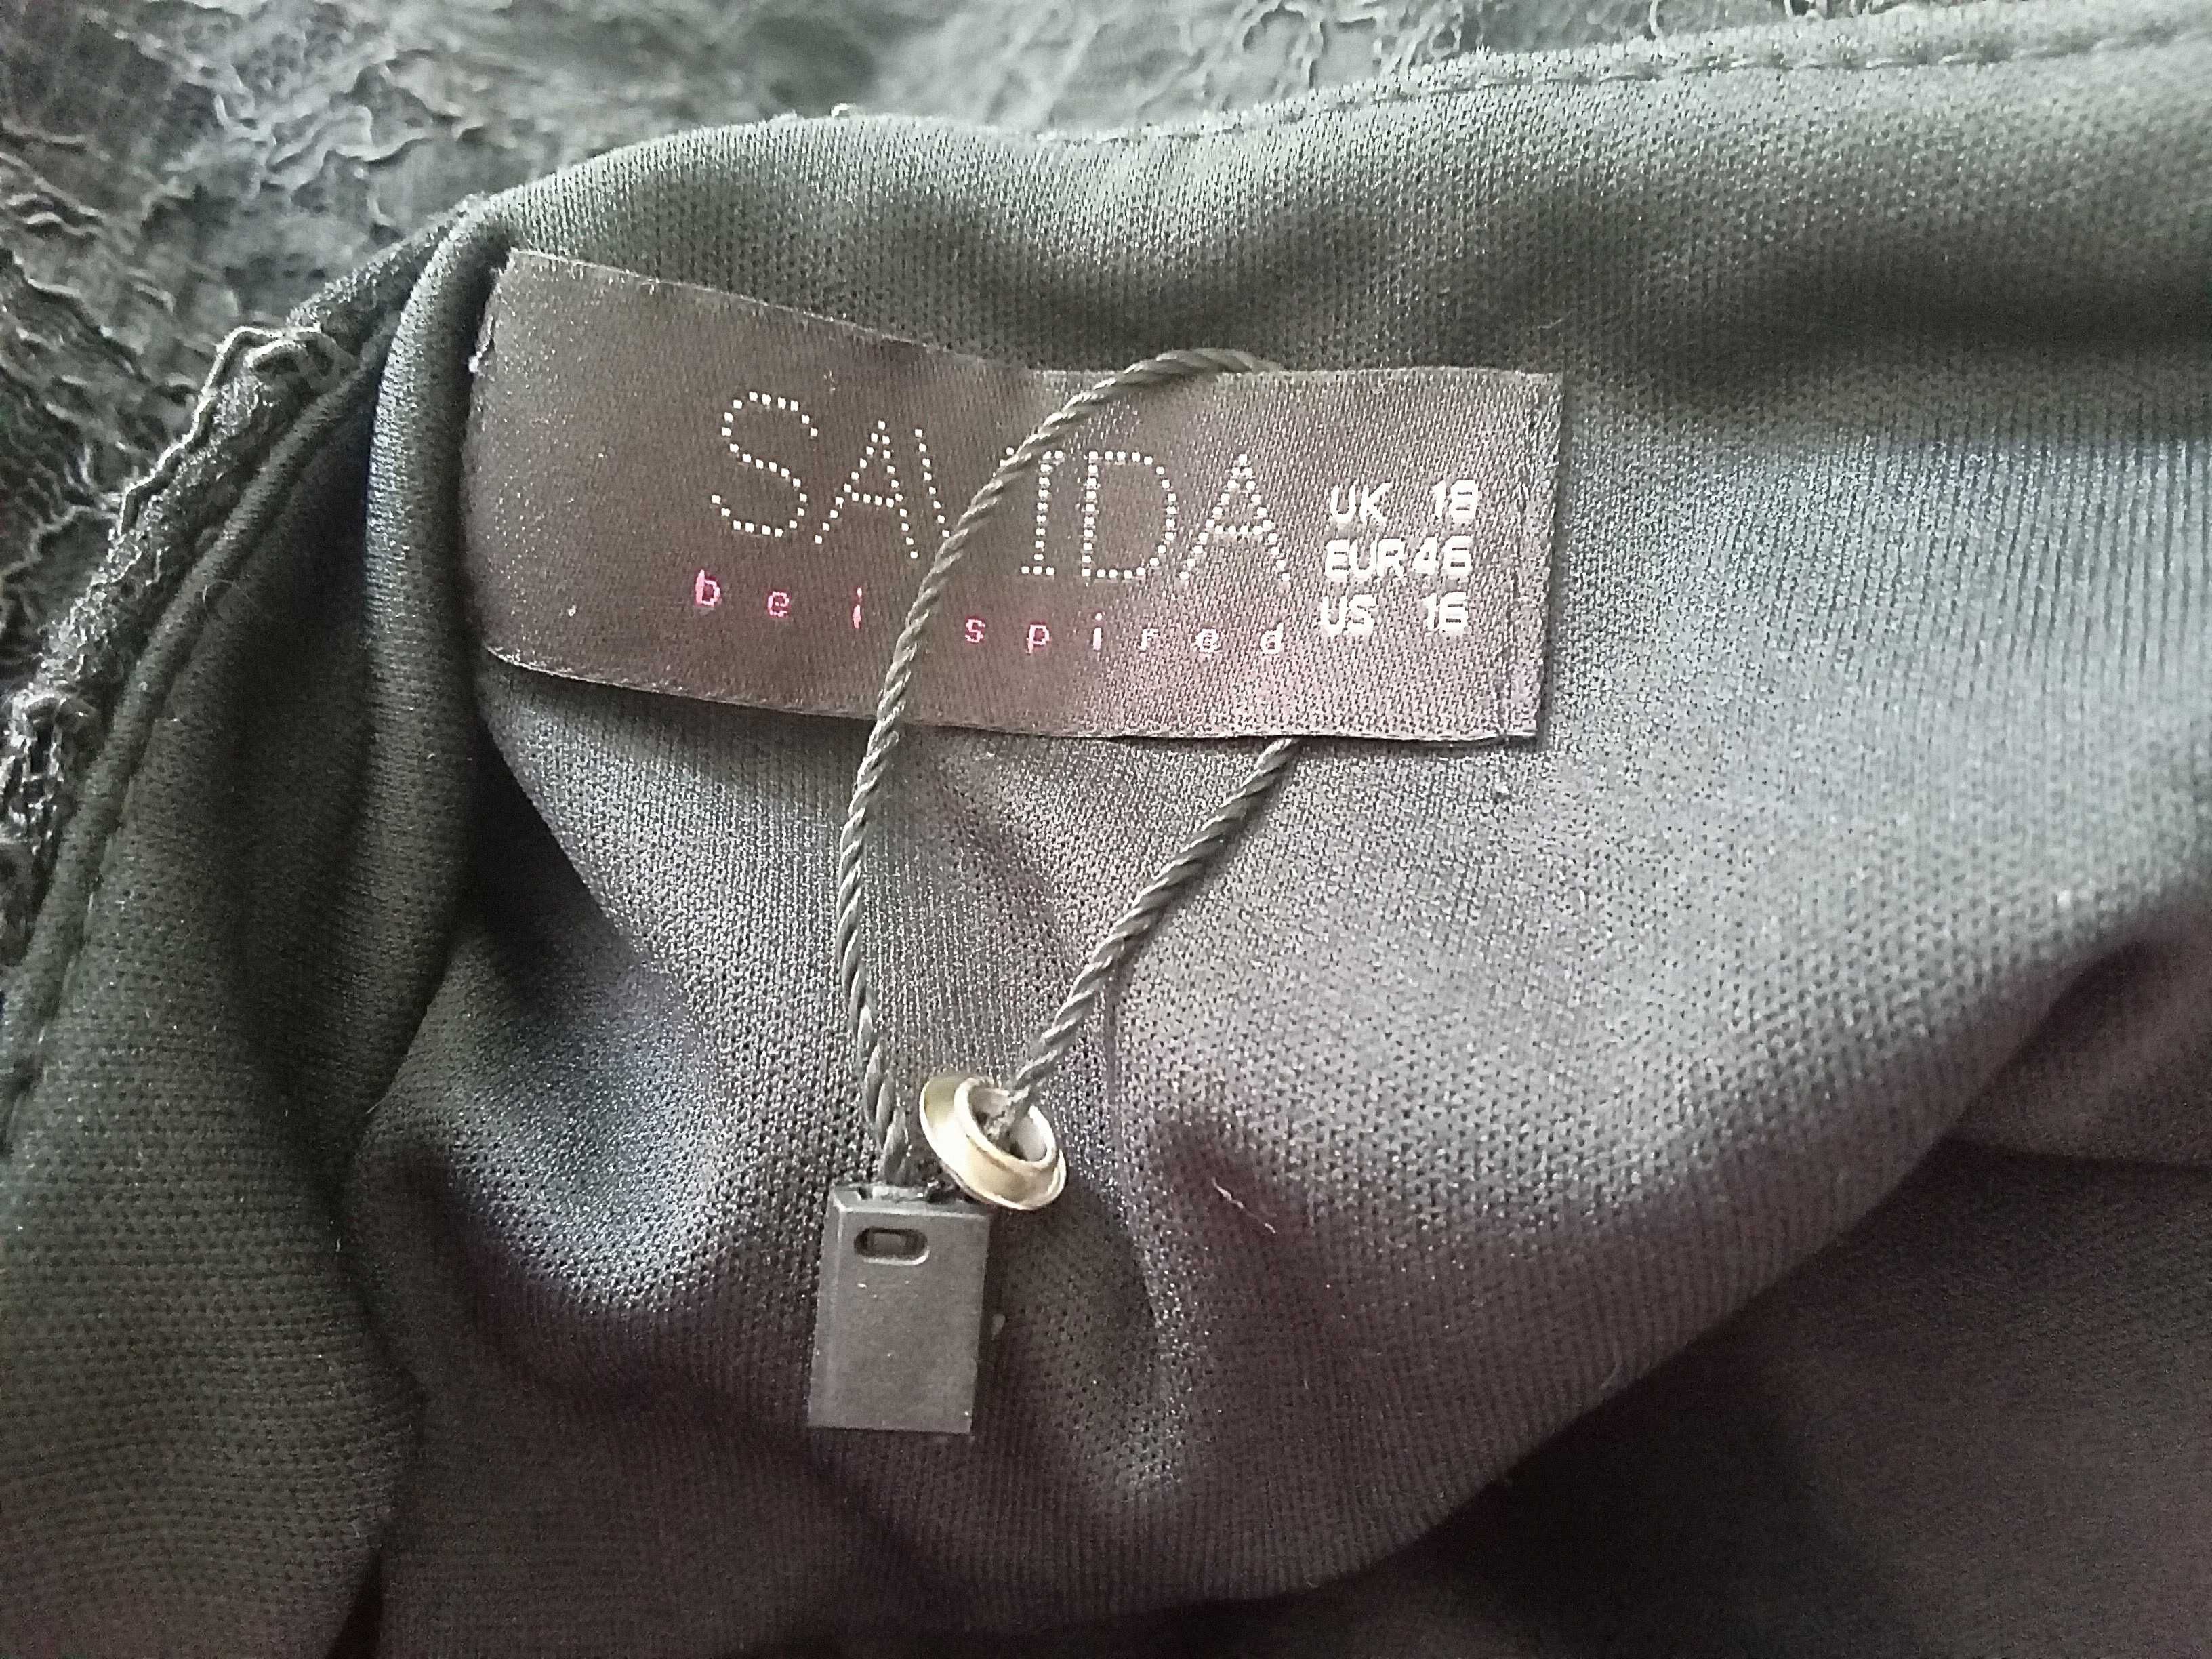 SAVIDA
be inspired
UK 18
EUR 46
US 16